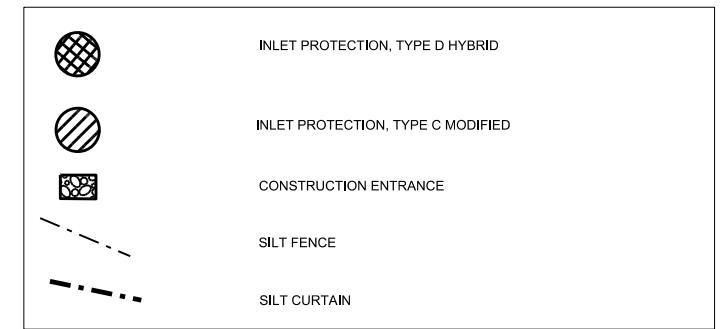 INLET PROTECTION, TYPE D HYBRID
INLET PROTECTION, TYPE C MODIFIED
CONSTRUCTION ENTRANCE
SILT FENCE
SILT CURTAIN